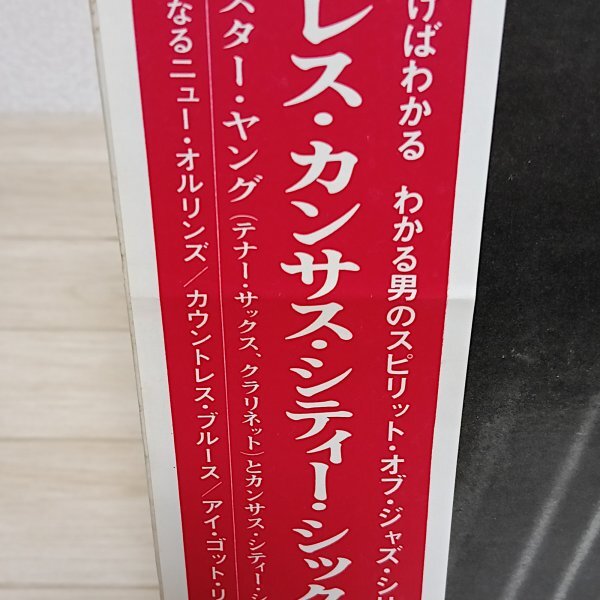 けばわかる わかる男のスピリット・オブ・ジャズ・シリ
レス・カンサス・シティー・シック
スター・ヤング(テナー・サックス、クラリネット)とカンサス・シティー・シ
なるニュー・オルリンズ/カウントレス・ブルース/アイ・ゴット・リ